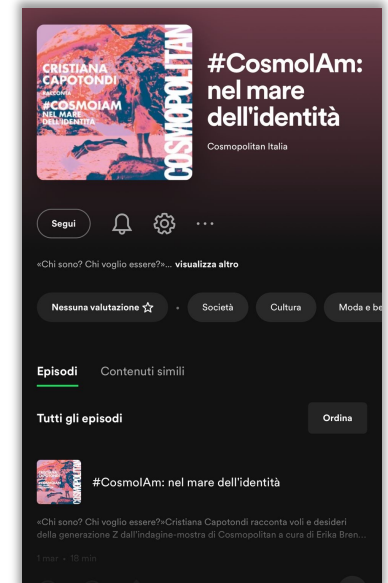 CRISTIANA
CAPOTONDI
RACCONTA
#COSMOIAM
NEL MARE
DELL'IDENTITÀ
COSMOPOLITAN
#CosmoIAm:
nel mare
dell'identità
Cosmopolitan Italia
Segui
«Chi sono? Chi voglio essere?»... visualizza altro
Nessuna valutazione
Società
Cultura
Moda e be
Episodi
Contenuti simili
Tutti gli episodi
Ordina
#CosmoIAm: nel mare dell'identità
«Chi sono? Chi voglio essere?»Cristiana Capotondi racconta voli e desideri
della generazione Z dall'indagine-mostra di Cosmopolitan a cura di Erika Bren...
1 mar • 18 min